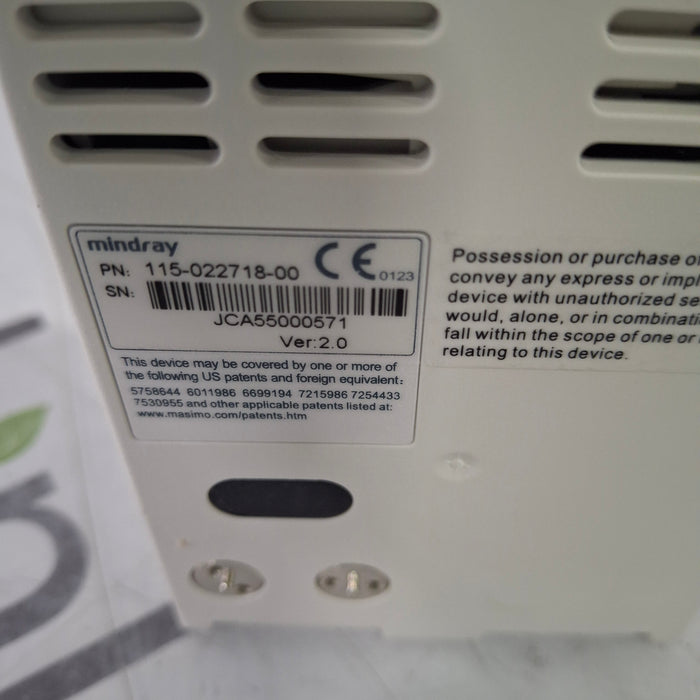 mindray
CE 0123
PN: 115-022718-00
SN:
JCA55000571
Ver:2.0
This device may be covered by one or more of
the following US patents and foreign equivalent:
5758644 6011986 6699194 7215986 7254433
7530955 and other applicable patents listed at:
www.masimo.com/patents.htm
Possession or purchase of
convey any express or impl
device with unauthorized se
would, alone, or in combinati
fall within the scope of one or
relating to this device.